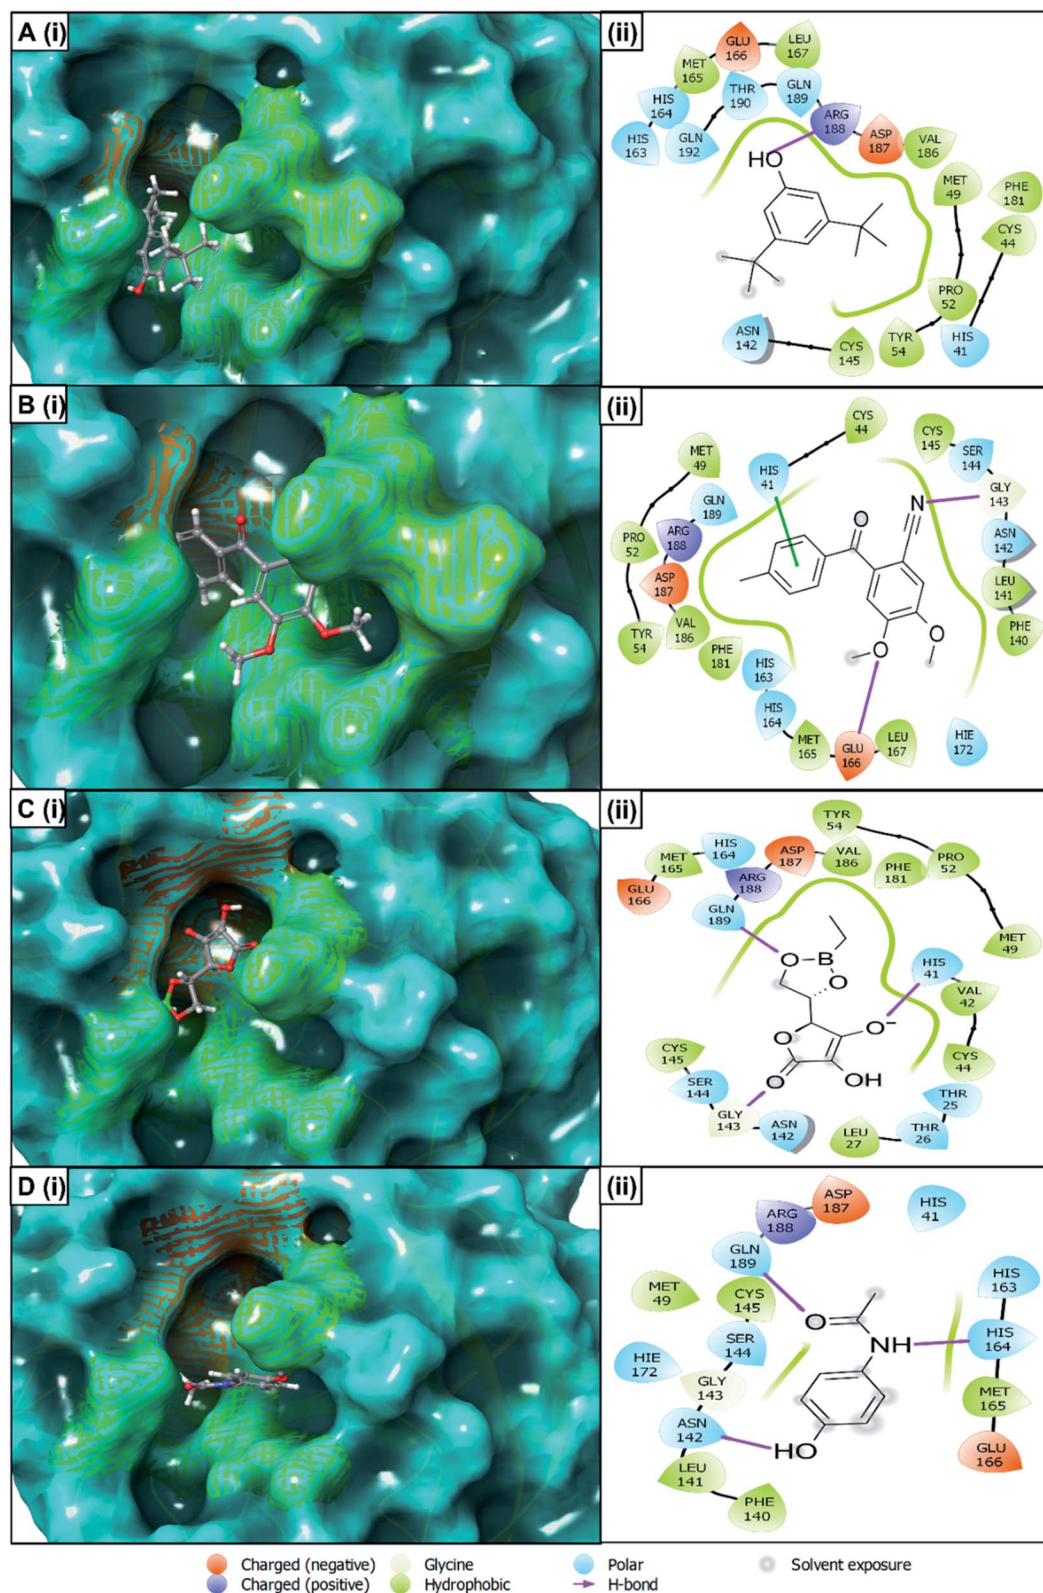 A (i)
(ii)
GLU
166
LEU
167
MET
165
THR
190
GLN
189
HIS
164
ARG
188
HIS
163
GLN
192
ASP
187
VAL
186
HO
MET
49
PHE
181
CYS
44
PRO
52
ASN
142
CYS
145
TYR
54
HIS
41
B (i)
(ii)
CYS
44
CYS
145
MET
49
HIS
41
SER
144
GLN
189
GLY
143
N
PRO
52
ARG
188
O
ASN
142
ASP
187
LEU
141
TYR
54
VAL
186
PHE
181
PHE
140
O
O
HIS
163
HIS
164
MET
165
GLU
166
LEU
167
HIE
172
C (i)
(ii)
TYR
54
HIS
164
ASP
187
VAL
186
MET
165
PHE
181
PRO
52
GLU
166
ARG
188
GLN
189
MET
49
O
B
HIS
41
O
VAL
42
O−
O
CYS
145
CYS
44
SER
144
O
OH
THR
25
GLY
143
ASN
142
LEU
27
THR
26
D (i)
(ii)
ASP
187
HIS
41
ARG
188
GLN
189
HIS
163
MET
49
CYS
145
O
SER
144
NH
HIS
164
HIE
172
GLY
143
MET
165
ASN
142
HO
GLU
166
LEU
141
PHE
140
Charged (negative)
Glycine
Polar
Solvent exposure
Charged (positive)
Hydrophobic
H-bond